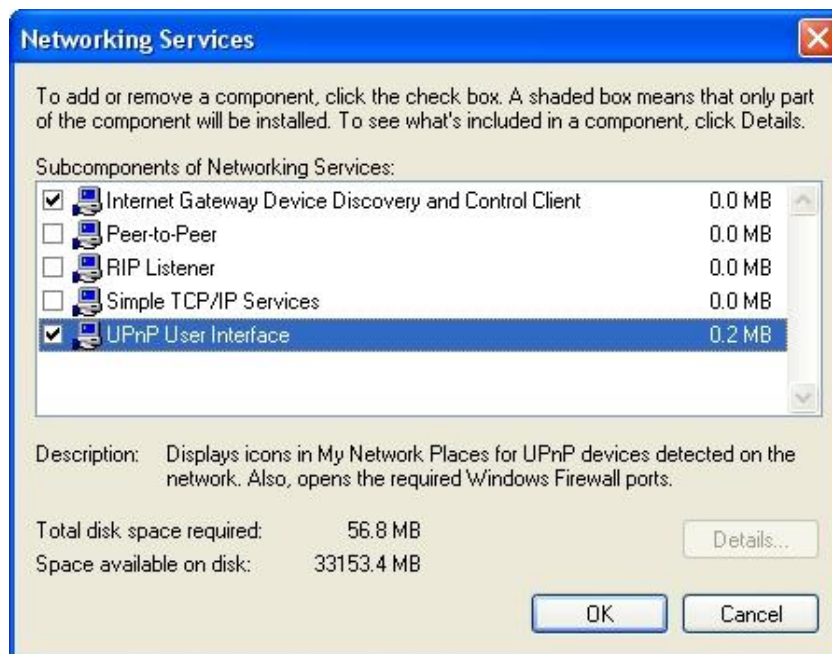 Networking Services
To add or remove a component, click the check box. A shaded box means that only part
of the component will be installed. To see what's included in a component, click Details.
Subcomponents of Networking Services:
Internet Gateway Device Discovery and Control Client 0.0 MB
Peer-to-Peer 0.0 MB
RIP Listener 0.0 MB
Simple TCP/IP Services 0.0 MB
UPnP User Interface 0.2 MB
Description: Displays icons in My Network Places for UPnP devices detected on the
network. Also, opens the required Windows Firewall ports.
Total disk space required: 56.8 MB
Space available on disk: 33153.4 MB
Details...
OK Cancel